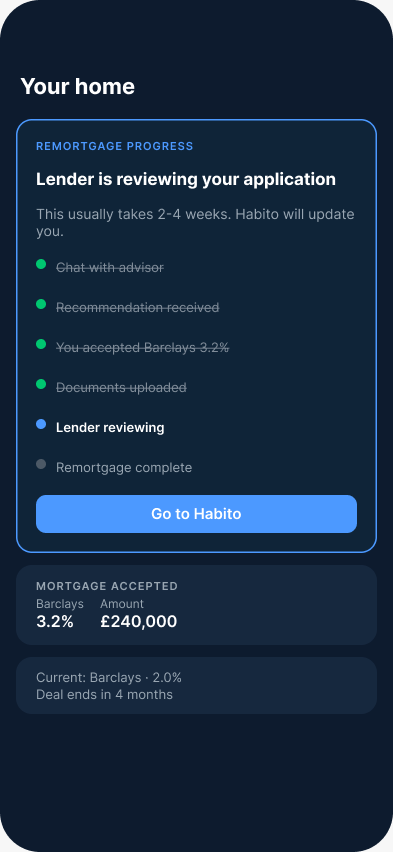 Your home
REMORTGAGE PROGRESS
Lender is reviewing your application
This usually takes 2-4 weeks. Habito will update
you.
Chat with advisor
Recommendation received
You accepted Barclays 3.2%
Documents uploaded
Lender reviewing
Remortgage complete
Go to Habito
MORTGAGE ACCEPTED
Barclays Amount
3.2% £240,000
Current: Barclays · 2.0%
Deal ends in 4 months